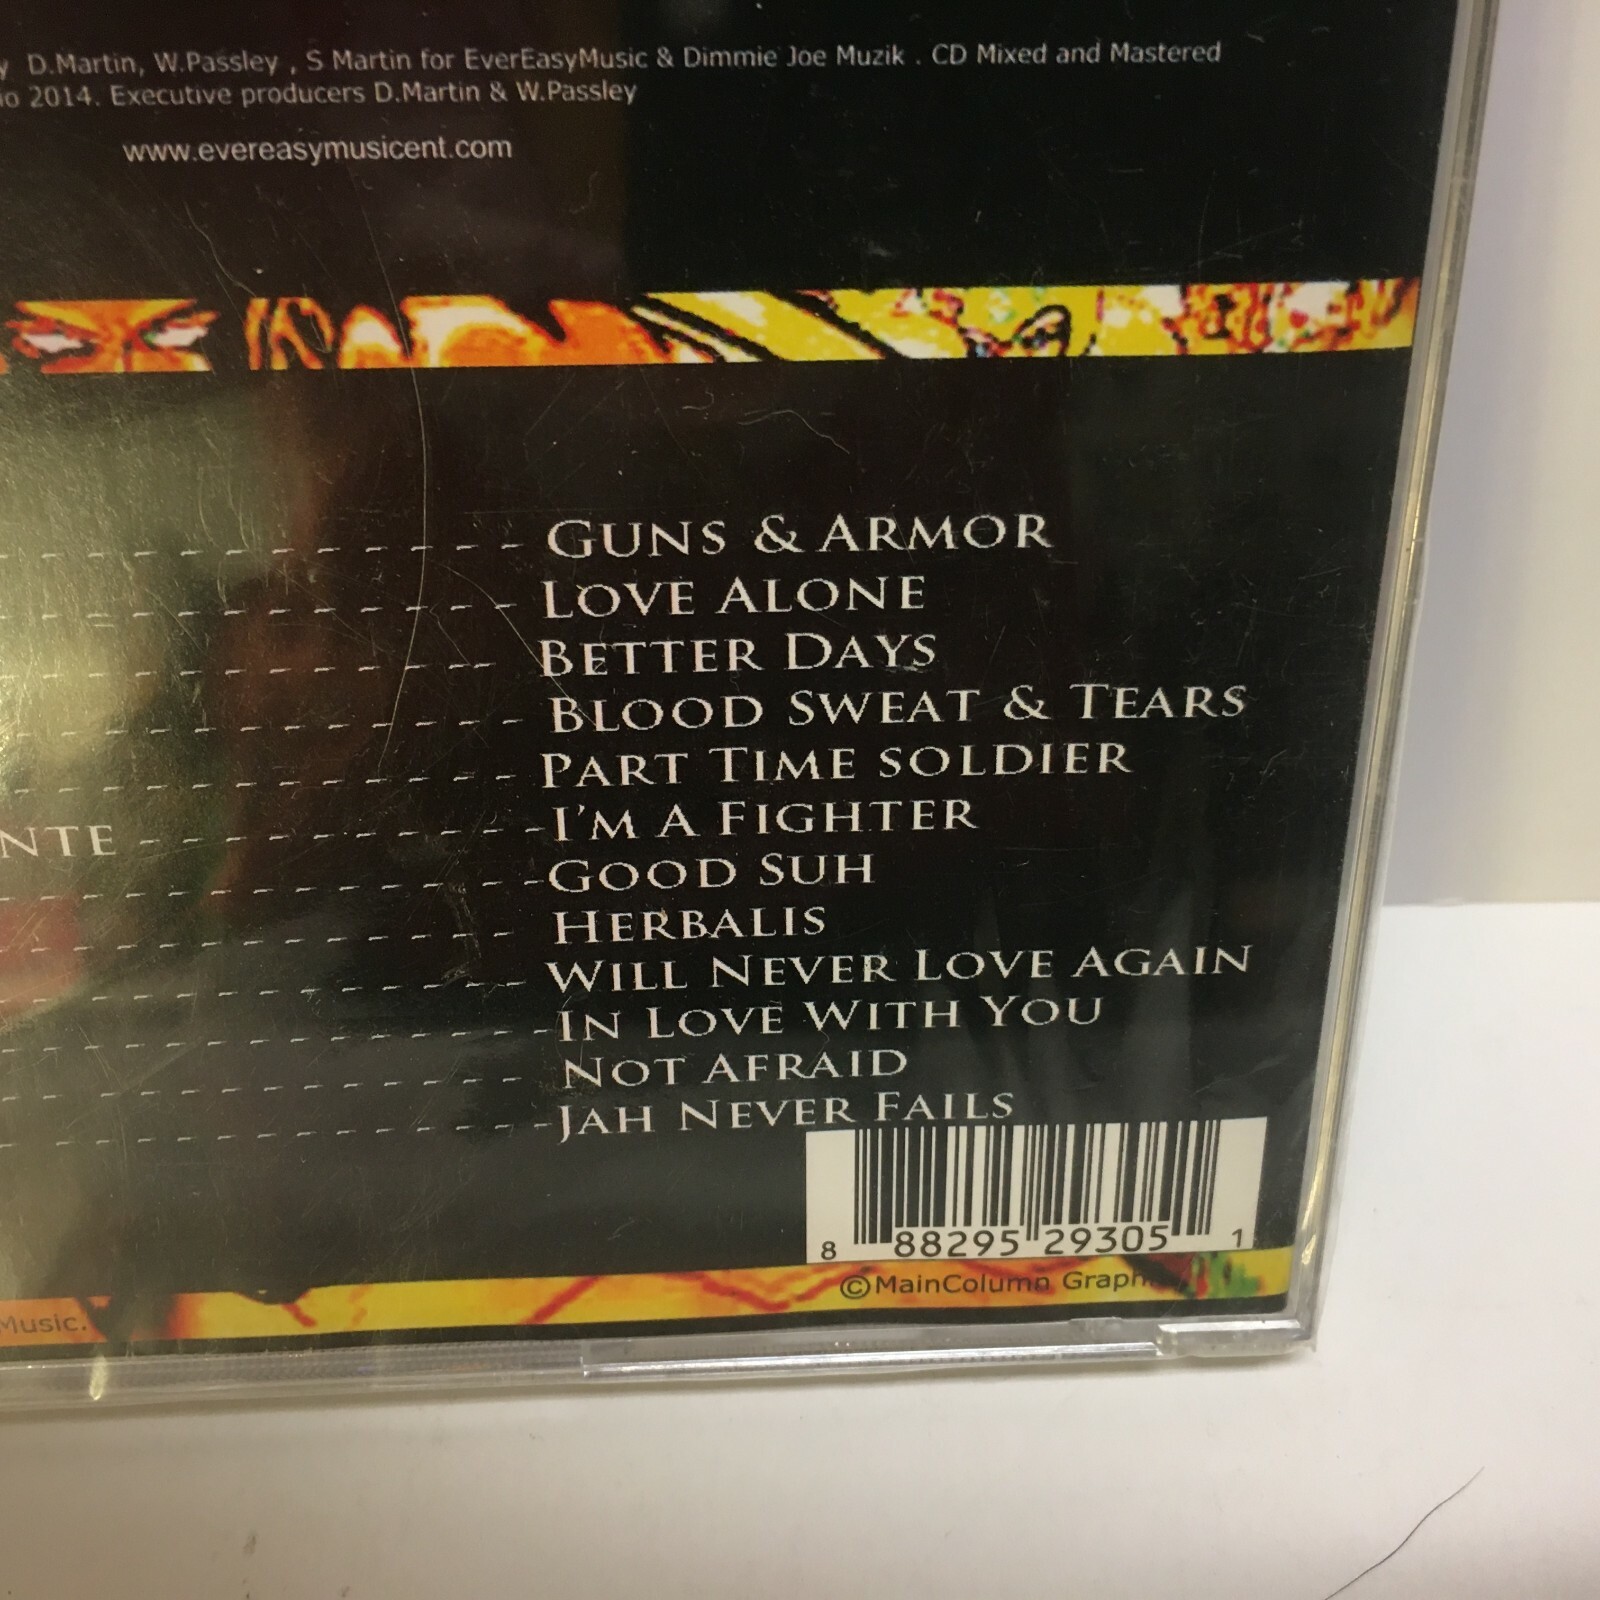 D.Martin, W.Passley , S Martin for EverEasyMusic & Dimmie Joe Muzik . CD Mixed and Mastered
2014. Executive producers D.Martin & W.Passley
www.evereasymusicent.com
GUNS & ARMOR
LOVE ALONE
BETTER DAYS
BLOOD SWEAT & TEARS
PART TIME SOLDIER
NTE - - - - - - - - - - - - - I'M A FIGHTER
GOOD SUH
HERBALIS
WILL NEVER LOVE AGAIN
IN LOVE WITH YOU
NOT AFRAID
JAH NEVER FAILS
8 88295 29305 1
©MainColumn
Music.